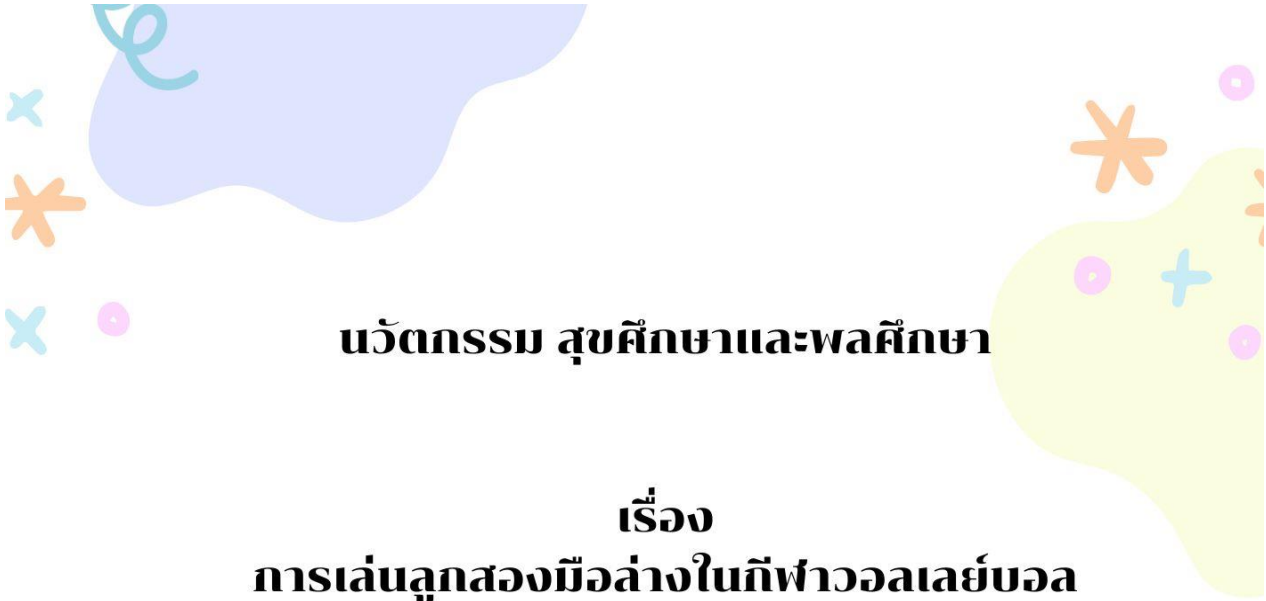 นวัตกรรม สุขศึกษาและพลศึกษา
เรื่อง
การเล่นลูกสองมือล่างในกีฬาวอลเลย์บอล